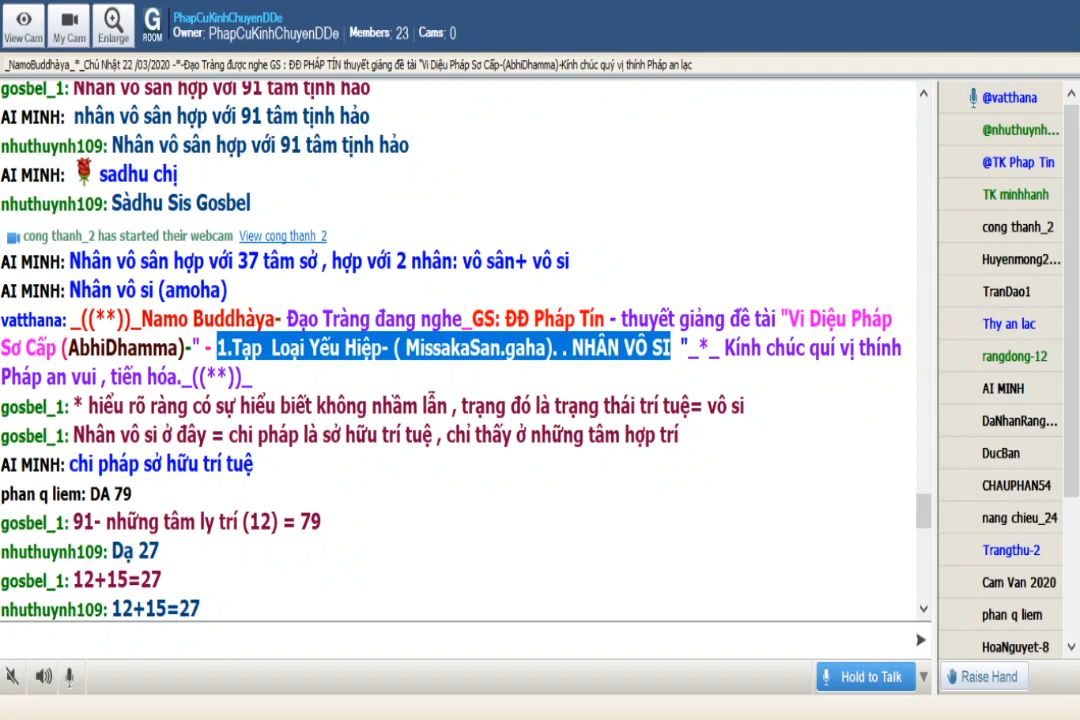 View Cam
My Cam
Enlarge
G
ROOM
PhapCuKinhChuyenDDe
Owner: PhapCuKinhChuyenDDe Members: 23 Cams: 0
_NamoBuddhàya_*_Chủ Nhật 22 /03/2020 -*-Đạo Tràng được nghe GS : ĐĐ PHÁP TÍN thuyết giảng đề tài "Vi Diệu Pháp Sơ Cấp-(AbhiDhamma)-Kính chúc quý vị thính Pháp an lạc
gosbel_1: Nhân vô sân hợp với 91 tâm tịnh hảo
AI MINH: nhân vô sân hợp với 91 tâm tịnh hảo
nhuthuynh109: Nhân vô sân hợp với 91 tâm tịnh hảo
AI MINH: sadhu chị
nhuthuynh109: Sàdhu Sis Gosbel
cong thanh_2 has started their webcam View cong thanh_2
AI MINH: Nhân vô sân hợp với 37 tâm sở , hợp với 2 nhân: vô sân+ vô si
AI MINH: Nhân vô si (amoha)
vatthana: _((**))_Namo Buddhàya- Đạo Tràng đang nghe_GS: ĐĐ Pháp Tín - thuyết giảng đề tài "Vi Diệu Pháp
Sơ Cấp (AbhiDhamma)-" - 1.Tạp Loại Yếu Hiệp- ( MissakaSan.gaha). . NHÂN VÔ SI "_*_ Kính chúc quí vị thính
Pháp an vui , tiến hóa._((**))_
gosbel_1: * hiểu rõ ràng có sự hiểu biết không nhầm lẫn , trạng đó là trạng thái trí tuệ= vô si
gosbel_1: Nhân vô si ở đây = chi pháp là sở hữu trí tuệ , chỉ thấy ở những tâm hợp trí
AI MINH: chi pháp sở hữu trí tuệ
phan q liem: DA 79
gosbel_1: 91- những tâm ly trí (12) = 79
nhuthuynh109: Dạ 27
gosbel_1: 12+15=27
nhuthuynh109: 12+15=27
Hold to Talk
@vatthana
@nhuthuynh...
@TK Phap Tin
TK minhhanh
cong thanh_2
Huyenmong2...
TranDao1
Thy an lac
rangdong-12
AI MINH
DaNhanRang...
DucBan
CHAUPHAN54
nang chieu_24
Trangthu-2
Cam Van 2020
phan q liem
HoaNguyet-8
Raise Hand